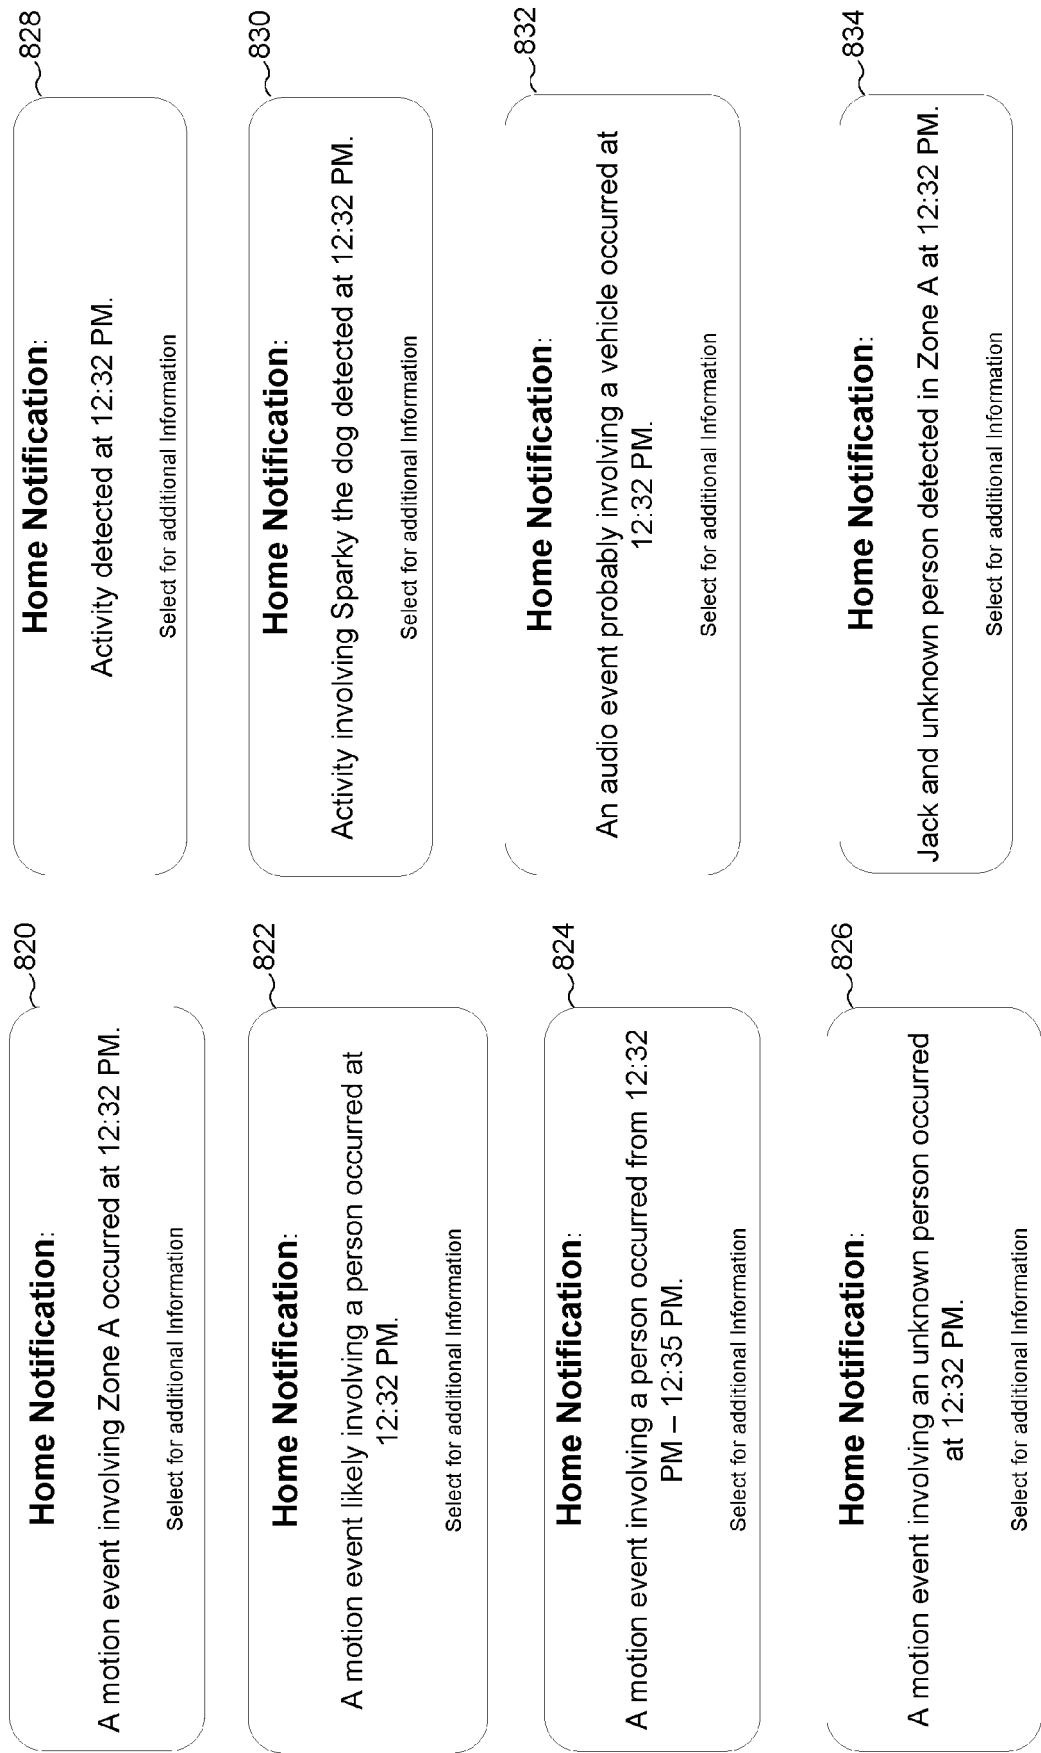 820
Home Notification:
A motion event involving Zone A occurred at 12:32 PM.
Select for additional Information
822
Home Notification:
A motion event likely involving a person occurred at
12:32 PM.
Select for additional Information
824
Home Notification:
A motion event involving a person occurred from 12:32
PM – 12:35 PM.
Select for additional Information
826
Home Notification:
A motion event involving an unknown person occurred
at 12:32 PM.
Select for additional Information
828
Home Notification:
Activity detected at 12:32 PM.
Select for additional Information
830
Home Notification:
Activity involving Sparky the dog detected at 12:32 PM.
Select for additional Information
832
Home Notification:
An audio event probably involving a vehicle occurred at
12:32 PM.
Select for additional Information
834
Home Notification:
Jack and unknown person detected in Zone A at 12:32 PM.
Select for additional Information